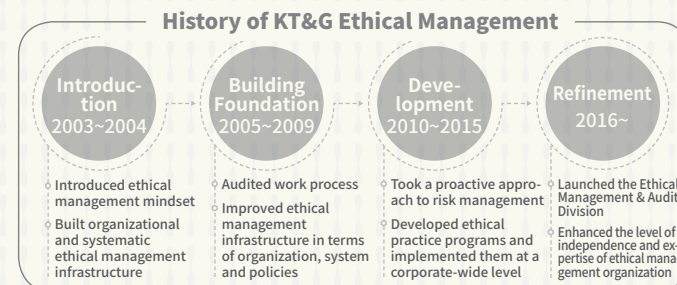 History of KT&G Ethical Management
Introduc-
tion
2003~2004
Building
Foundation
2005~2009
Deve-
lopment
2010~2015
Refinement
2016~
Introduced ethical
management mindset
Built organizational
and systematic
ethical management
infrastructure
Audited work process
Improved ethical
management
infrastructure in terms
of organization, system
and policies
Took a proactive appro-
ach to risk management
Developed ethical
practice programs and
implemented them at a
corporate-wide level
Launched the Ethical
Management & Audit
Division
Enhanced the level of
independence and ex-
pertise of ethical mana-
gement organization